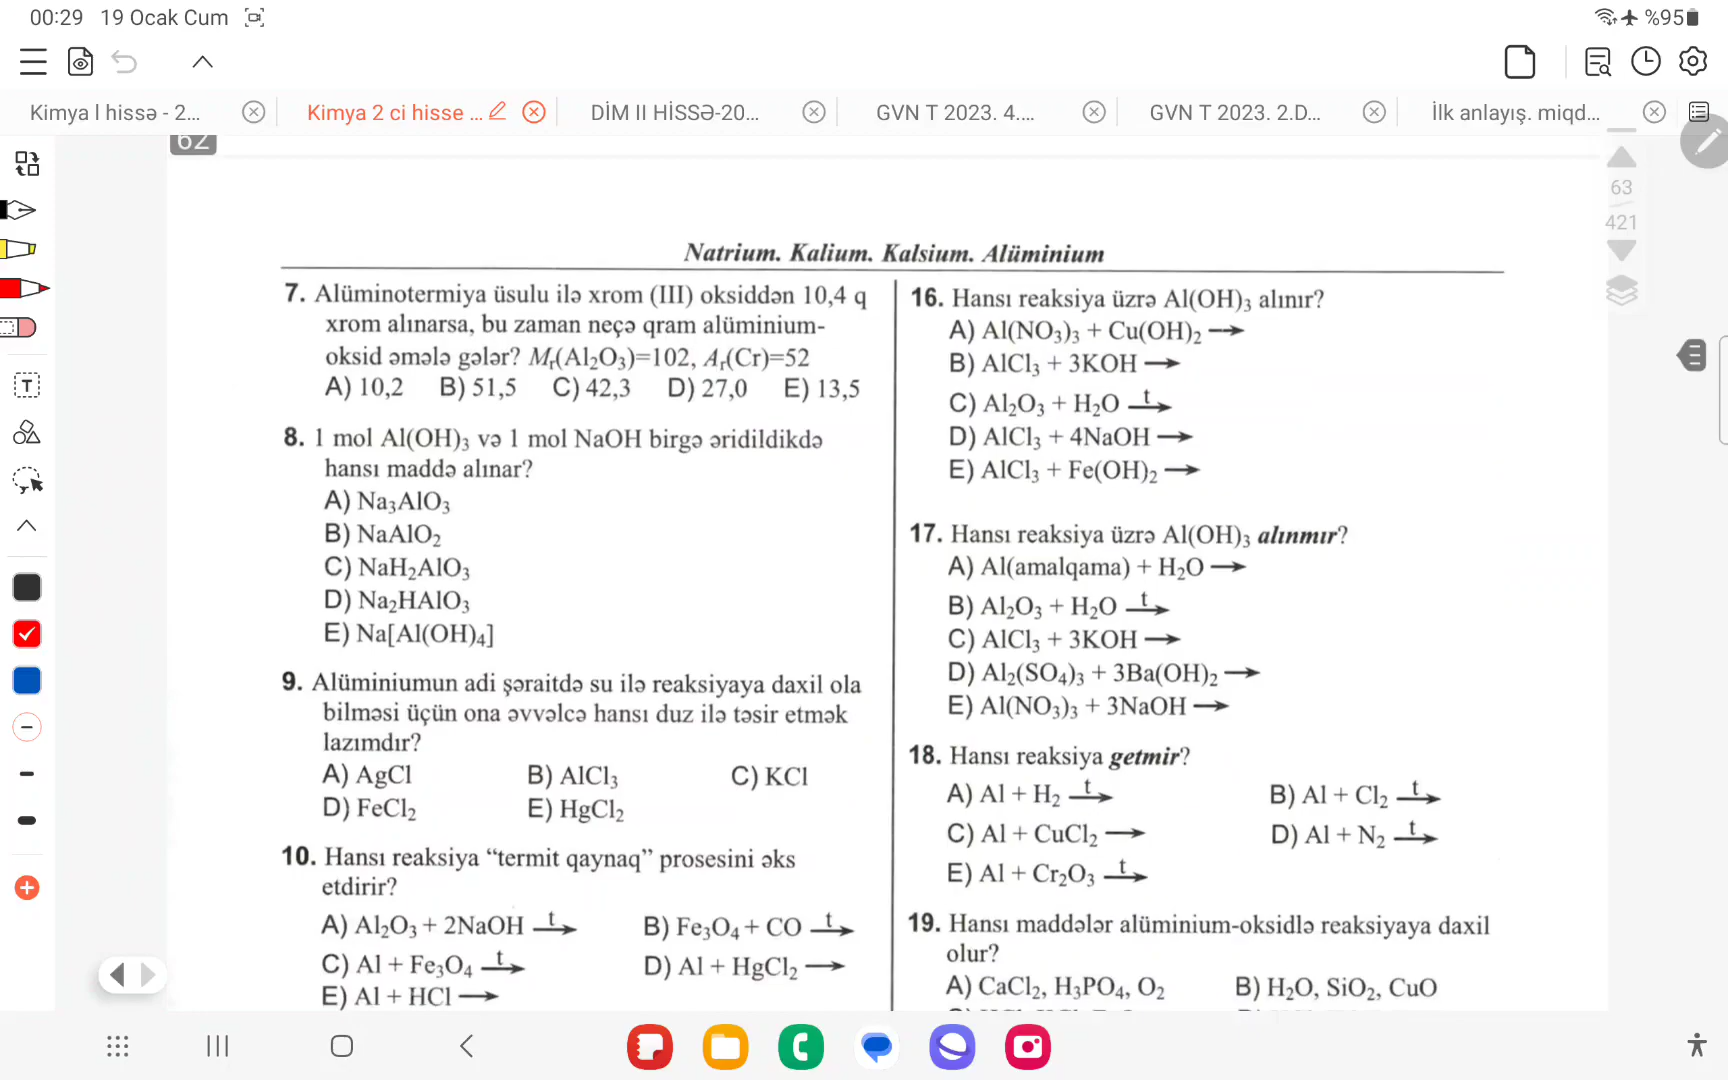 00:29 19 Ocak Cum %95
Kimya I hissə - 2...
Kimya 2 ci hisse ...
DİM II HİSSƏ-20...
GVN T 2023. 4....
GVN T 2023. 2.D...
İlk anlayış. miqd...
62
63
421
T
Natrium. Kalium. Kalsium. Alüminium
7. Alüminotermiya üsulu ilə xrom (III) oksiddən 10,4 q
xrom alınarsa, bu zaman neçə qram alüminium-
oksid əmələ gələr? Mᵣ(Al₂O₃)=102, Aᵣ(Cr)=52
A) 10,2 B) 51,5 C) 42,3 D) 27,0 E) 13,5
8. 1 mol Al(OH)₃ və 1 mol NaOH birgə əridildikdə
hansı maddə alınar?
A) Na₃AlO₃
B) NaAlO₂
C) NaH₂AlO₃
D) Na₂HAlO₃
E) Na[Al(OH)₄]
9. Alüminiumun adi şəraitdə su ilə reaksiyaya daxil ola
bilməsi üçün ona əvvəlcə hansı duz ilə təsir etmək
lazımdır?
A) AgCl B) AlCl₃ C) KCl
D) FeCl₂ E) HgCl₂
10. Hansı reaksiya “termit qaynaq” prosesini əks
etdirir?
A) Al₂O₃ + 2NaOH t→ B) Fe₃O₄ + CO t→
C) Al + Fe₃O₄ t→ D) Al + HgCl₂ →
E) Al + HCl →
16. Hansı reaksiya üzrə Al(OH)₃ alınır?
A) Al(NO₃)₃ + Cu(OH)₂ →
B) AlCl₃ + 3KOH →
C) Al₂O₃ + H₂O t→
D) AlCl₃ + 4NaOH →
E) AlCl₃ + Fe(OH)₂ →
17. Hansı reaksiya üzrə Al(OH)₃ alınmır?
A) Al(amalqama) + H₂O →
B) Al₂O₃ + H₂O t→
C) AlCl₃ + 3KOH →
D) Al₂(SO₄)₃ + 3Ba(OH)₂ →
E) Al(NO₃)₃ + 3NaOH →
18. Hansı reaksiya getmir?
A) Al + H₂ t→ B) Al + Cl₂ t→
C) Al + CuCl₂ → D) Al + N₂ t→
E) Al + Cr₂O₃ t→
19. Hansı maddələr alüminium-oksidlə reaksiyaya daxil
olur?
A) CaCl₂, H₃PO₄, O₂ B) H₂O, SiO₂, CuO